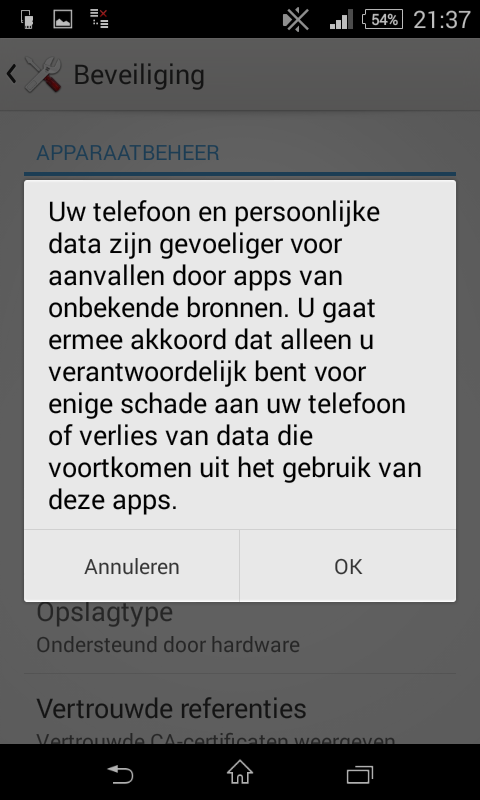 54% 21:37
Beveiliging
APPARAATBEHEER
Uw telefoon en persoonlijke
data zijn gevoeliger voor
aanvallen door apps van
onbekende bronnen. U gaat
ermee akkoord dat alleen u
verantwoordelijk bent voor
enige schade aan uw telefoon
of verlies van data die
voortkomen uit het gebruik van
deze apps.
Annuleren OK
Opslagtype
Ondersteund door hardware
Vertrouwde referenties
Vertrouwde CA-certificaten weergeven